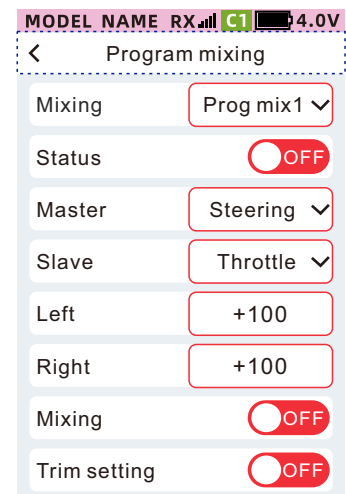 MODEL NAME RX C1 4.0V
Program mixing
Mixing Prog mix1
Status OFF
Master Steering
Slave Throttle
Left +100
Right +100
Mixing OFF
Trim setting OFF